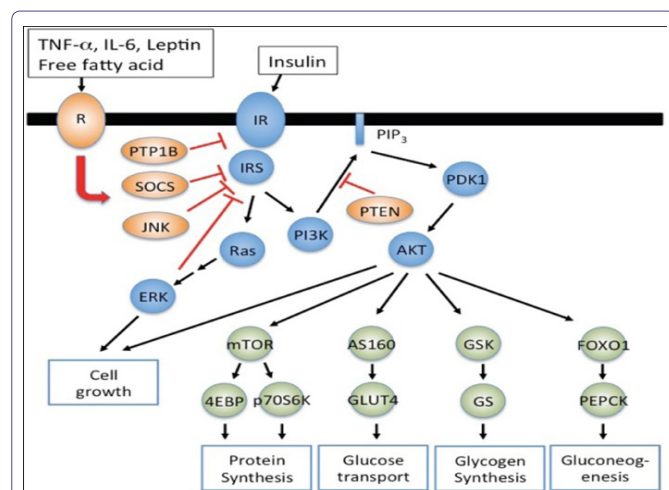 TNF-α, IL-6, Leptin
Free fatty acid
Insulin
R
IR
PIP3
PTP1B
IRS
SOCS
PDK1
JNK
PTEN
PI3K
Ras
AKT
ERK
mTOR
AS160
GSK
FOXO1
Cell
growth
4EBP
p70S6K
GLUT4
GS
PEPCK
Protein
Synthesis
Glucose
transport
Glycogen
Synthesis
Gluconeog-
enesis